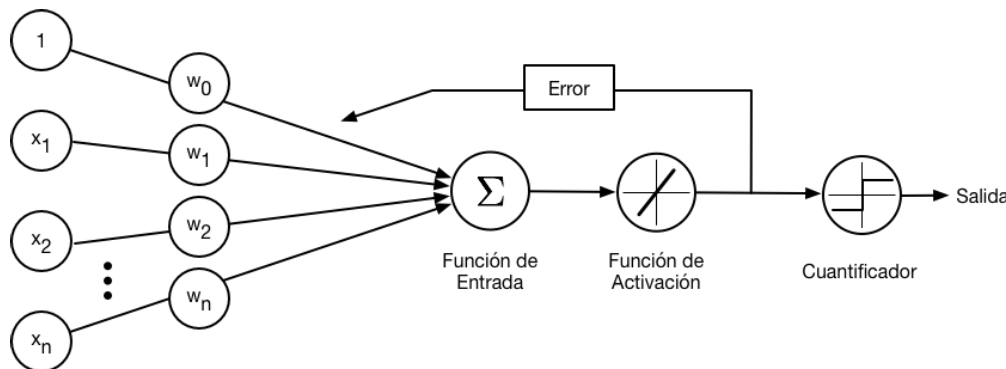 1
w0
Error
x1
w1
Σ
Salida
x2
w2
Función de
Entrada
Función de
Activación
Cuantificador
wn
xn